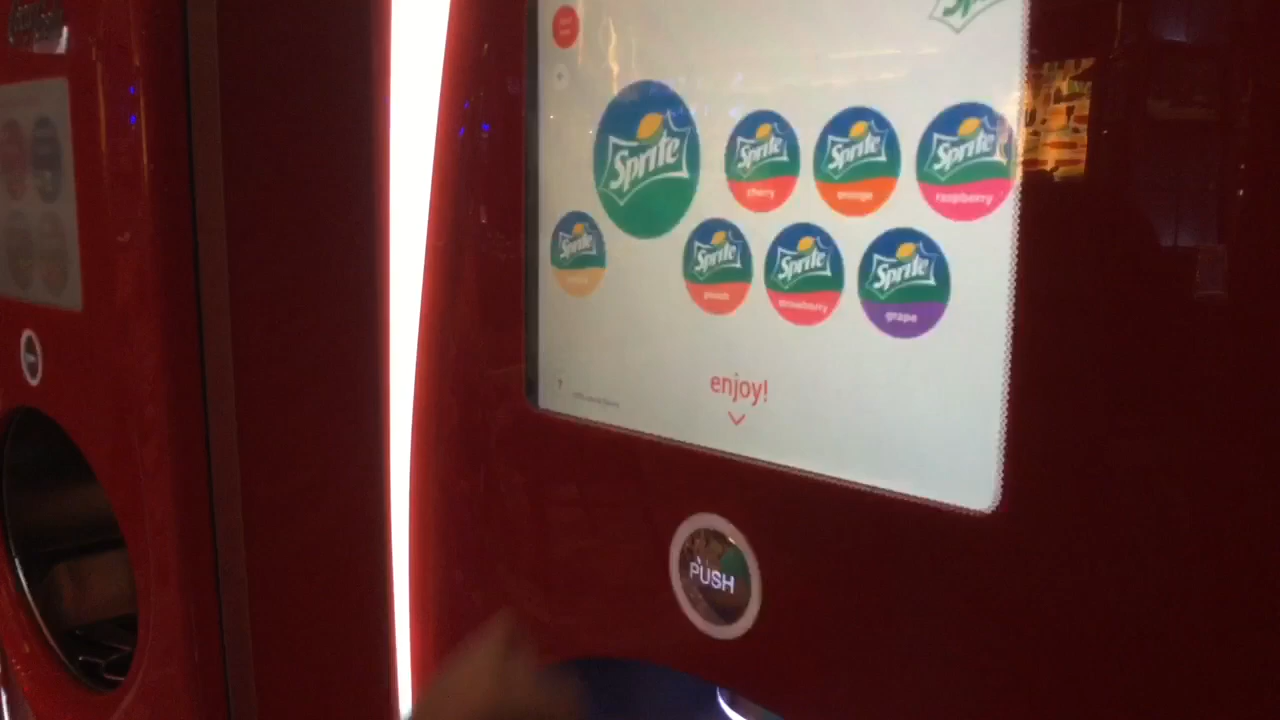 Sprite
Sprite
cherry
Sprite
orange
Sprite
raspberry
Sprite
Sprite
peach
Sprite
strawberry
Sprite
grape
enjoy!
?
PUSH